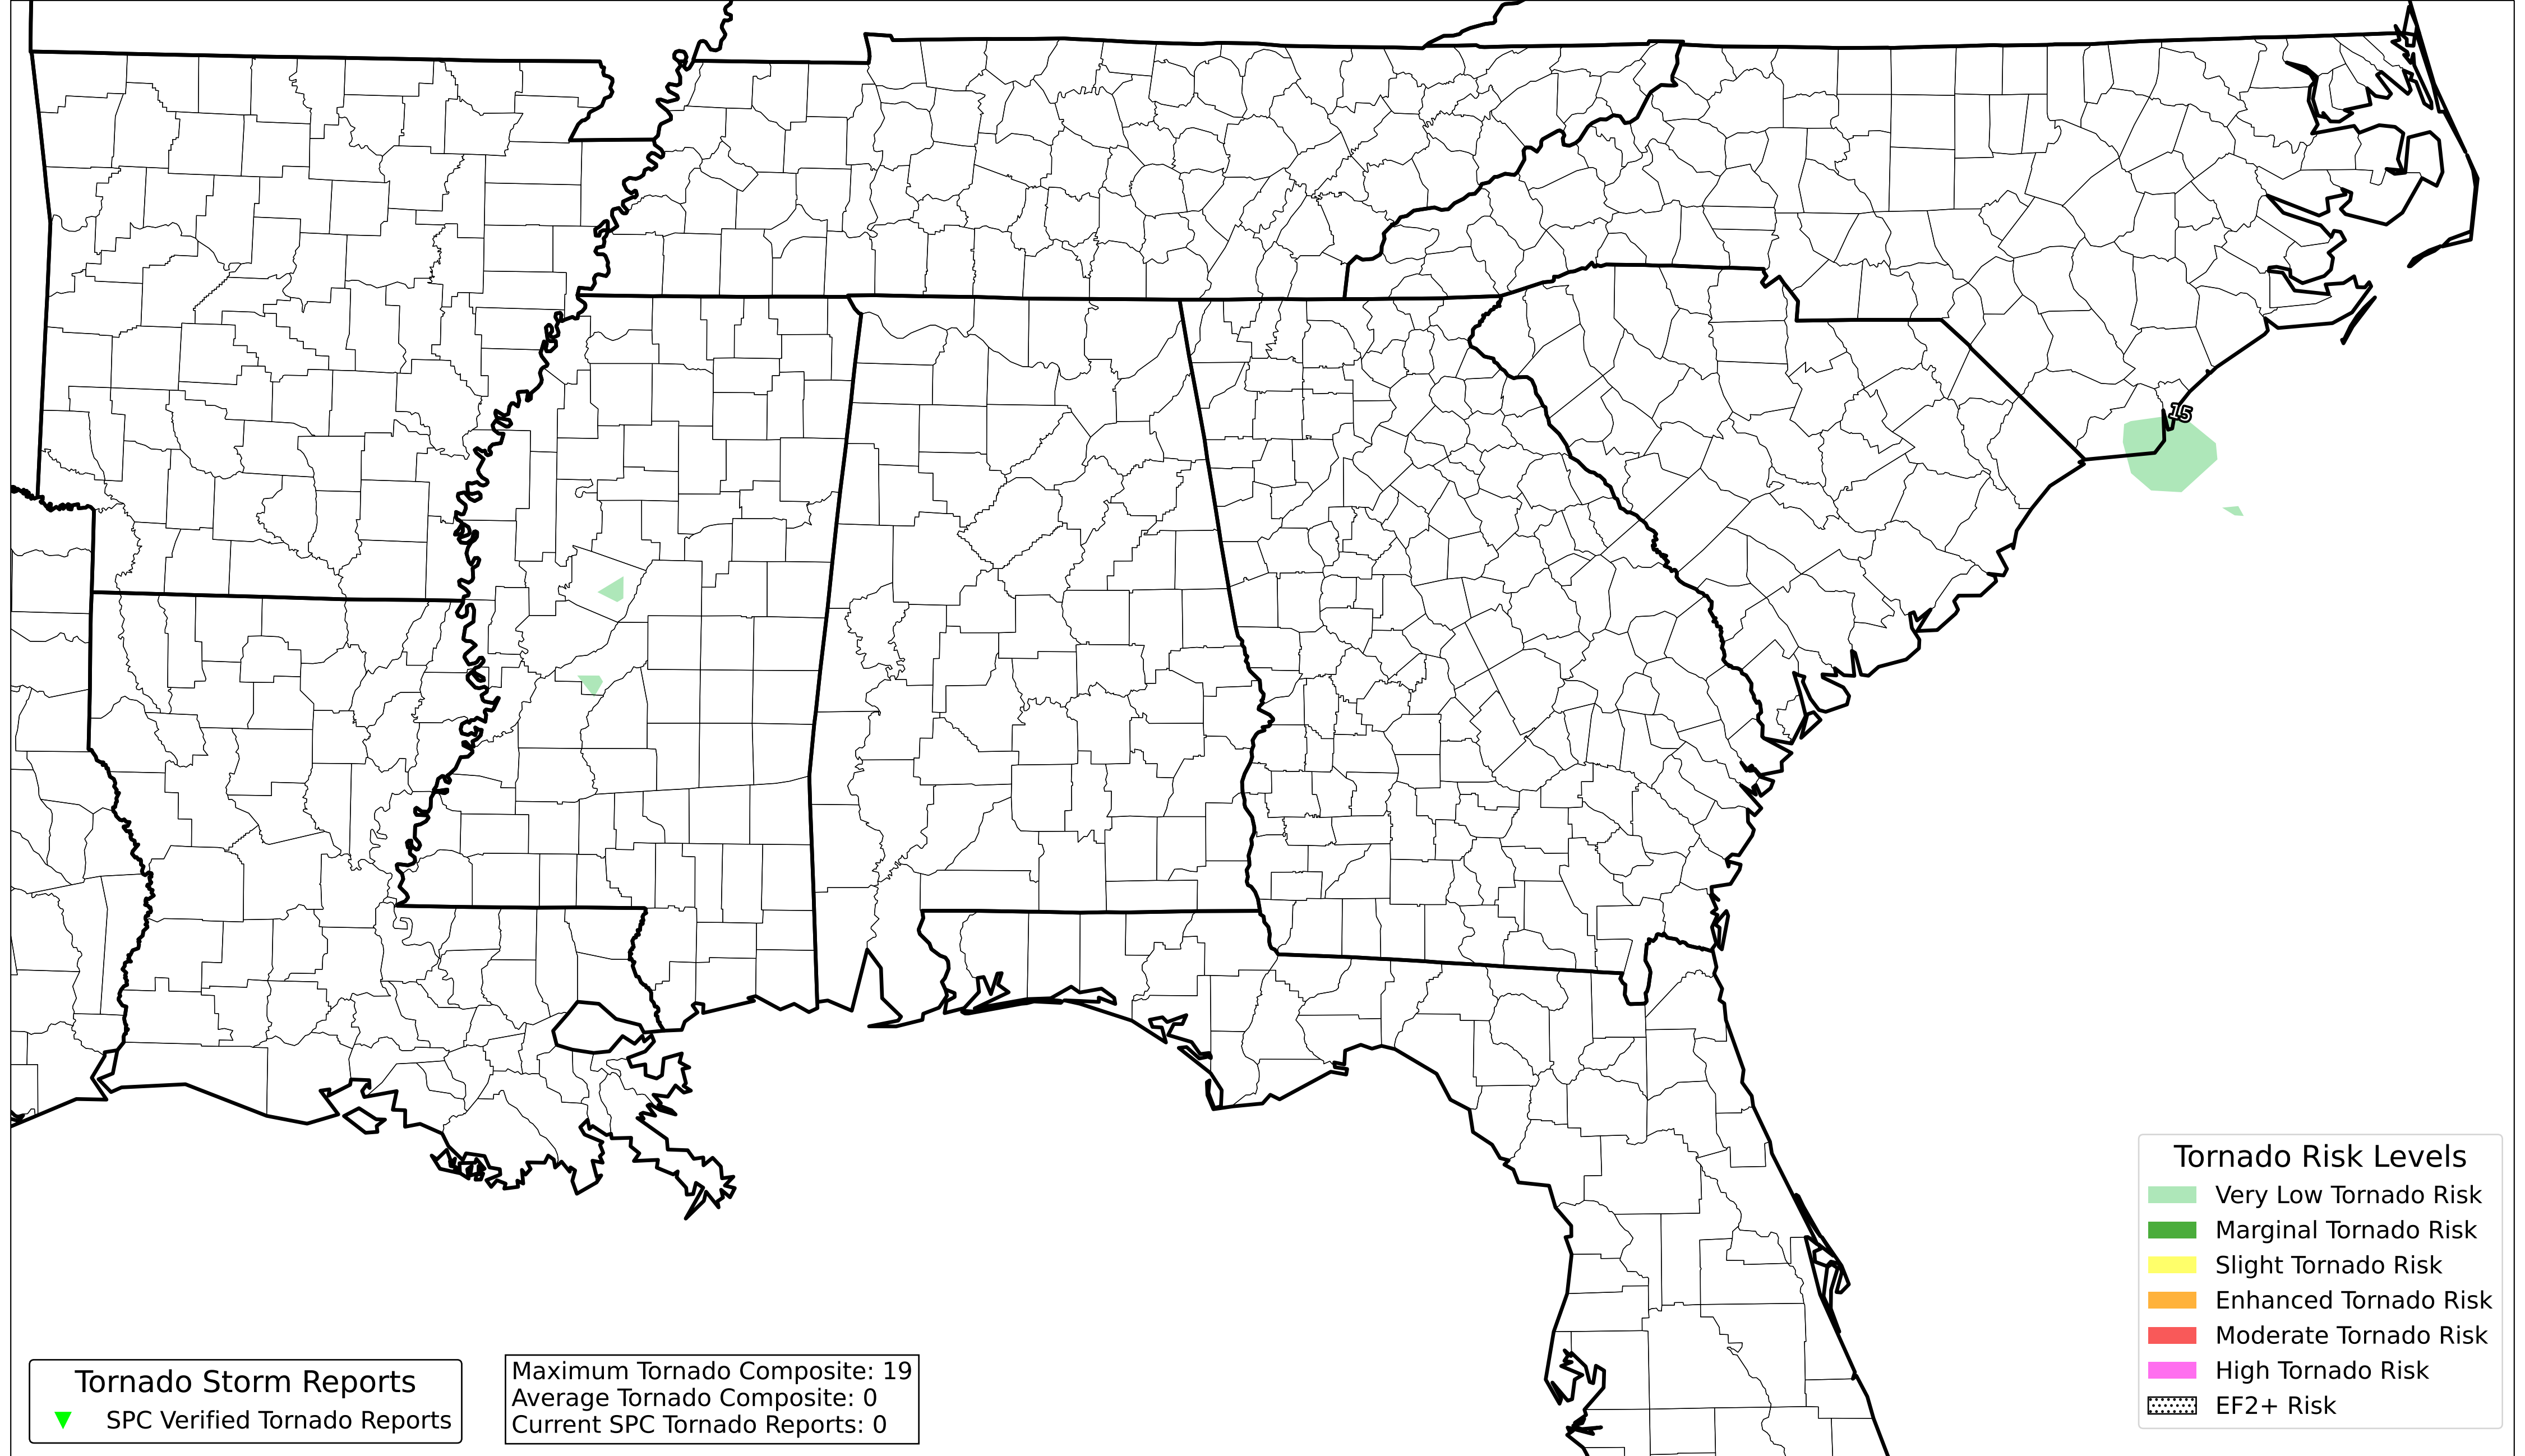 15
Tornado Risk Levels
Very Low Tornado Risk
Marginal Tornado Risk
Slight Tornado Risk
Enhanced Tornado Risk
Moderate Tornado Risk
High Tornado Risk
EF2+ Risk
Tornado Storm Reports
SPC Verified Tornado Reports
Maximum Tornado Composite: 19
Average Tornado Composite: 0
Current SPC Tornado Reports: 0